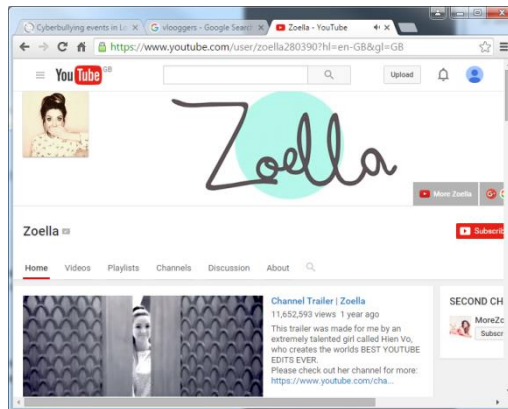 Cyberbullying events in Lo
vlooggers - Google Search
Zoella - YouTube
https://www.youtube.com/user/zoella280390?hl=en-GB&gl=GB
YouTube GB
Upload
Zoella
More Zoella
Zoella
Subscrib
Home Videos Playlists Channels Discussion About
Channel Trailer | Zoella
11,652,593 views 1 year ago
This trailer was made for me by an
extremely talented girl called Hien Vo,
who creates the worlds BEST YOUTUBE
EDITS EVER.
Please check out her channel for more:
https://www.youtube.com/cha...
SECOND CH
MoreZo
Subscr